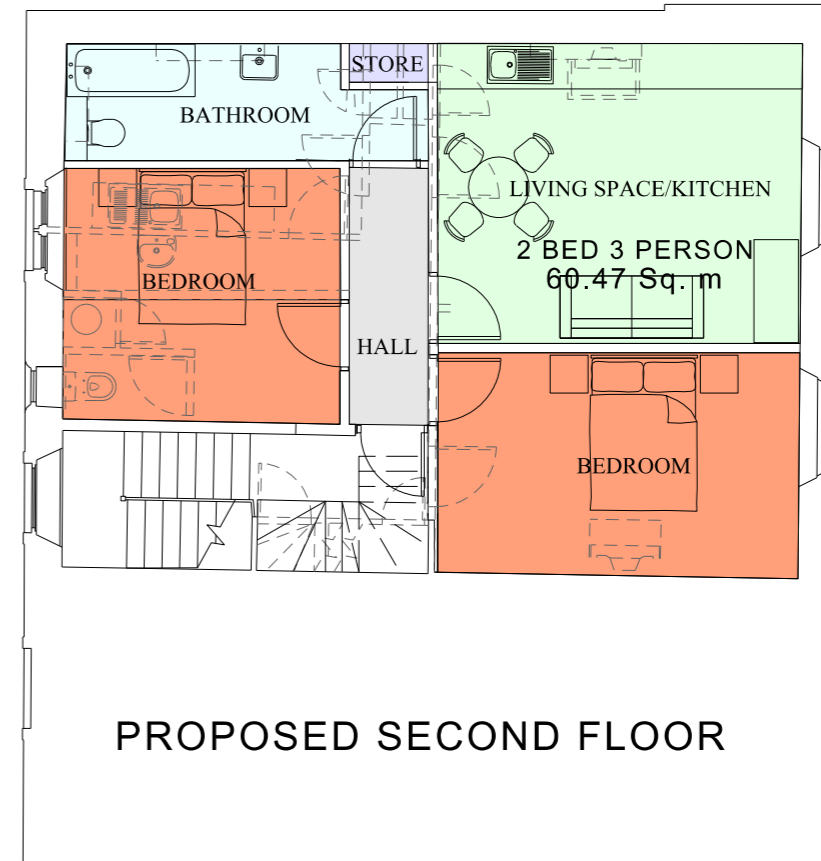 STORE
BATHROOM
LIVING SPACE/KITCHEN
2 BED 3 PERSON
60.47 Sq. m
BEDROOM
HALL
BEDROOM
PROPOSED SECOND FLOOR